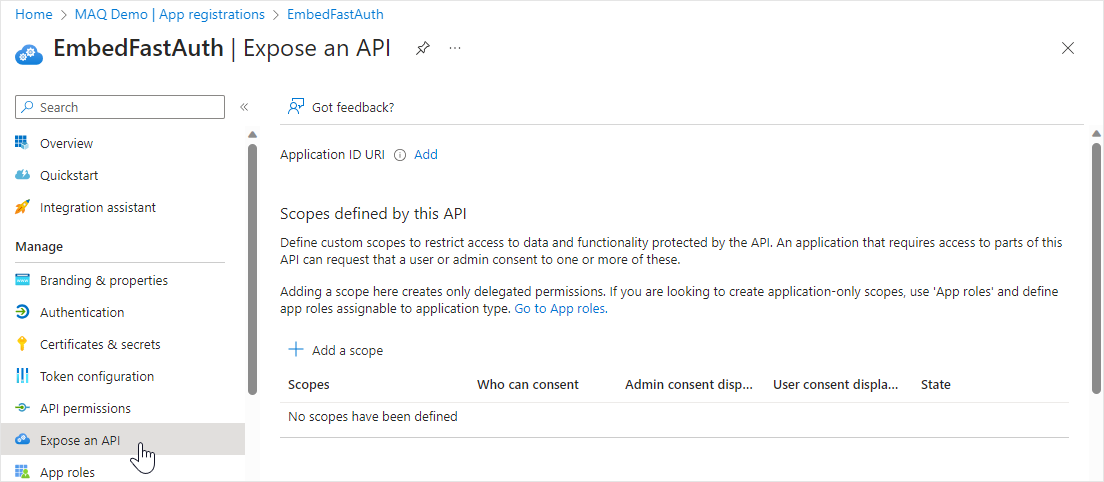 Home > MAQ Demo | App registrations > EmbedFastAuth >
EmbedFastAuth | Expose an API ...
Search
«
Overview
Quickstart
Integration assistant
Manage
Branding & properties
Authentication
Certificates & secrets
Token configuration
API permissions
Expose an API
App roles
Got feedback?
Application ID URI Add
Scopes defined by this API
Define custom scopes to restrict access to data and functionality protected by the API. An application that requires access to parts of this
API can request that a user or admin consent to one or more of these.
Adding a scope here creates only delegated permissions. If you are looking to create application-only scopes, use 'App roles' and define
app roles assignable to application type. Go to App roles.
Add a scope
Scopes Who can consent Admin consent disp... User consent displa... State
No scopes have been defined